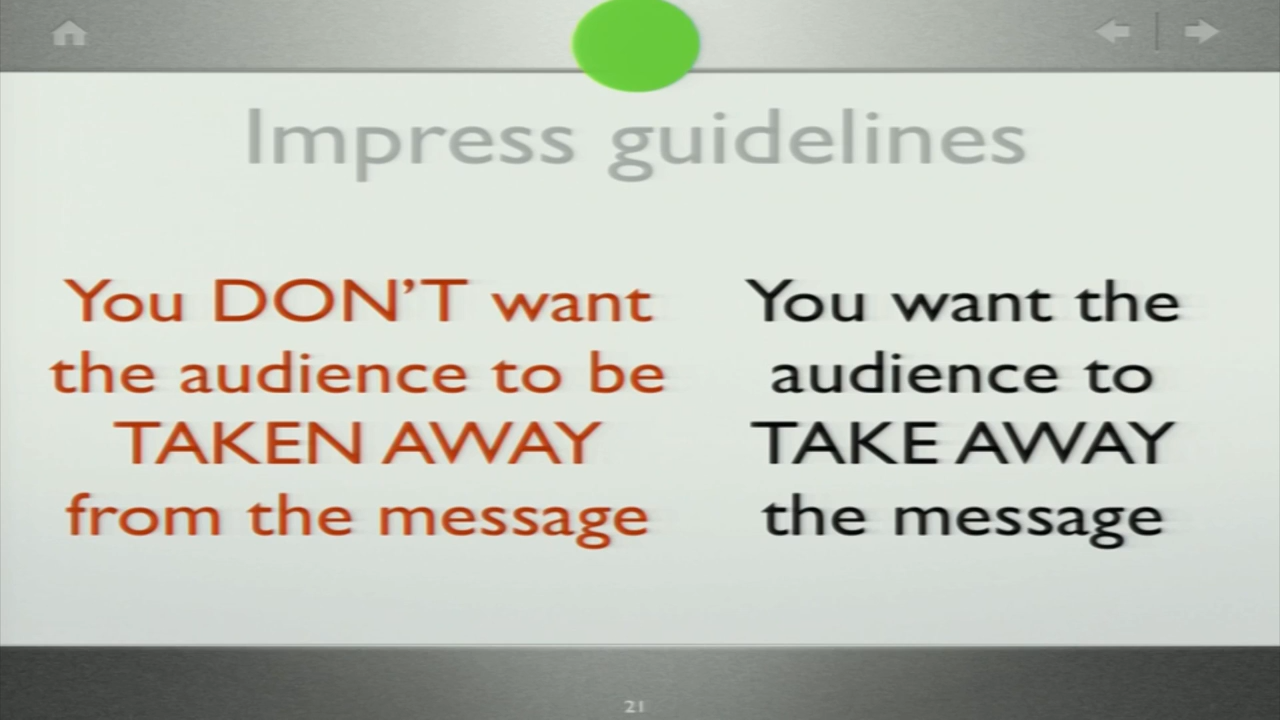 Impress guidelines
You DON'T want
the audience to be
TAKEN AWAY
from the message
You want the
audience to
TAKE AWAY
the message
21